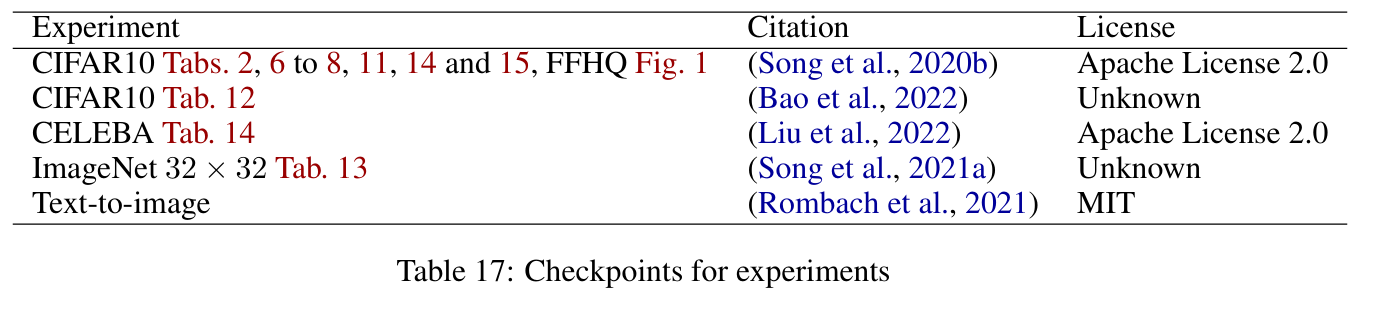 Experiment Citation License
CIFAR10 Tabs. 2, 6 to 8, 11, 14 and 15, FFHQ Fig. 1 (Song et al., 2020b) Apache License 2.0
CIFAR10 Tab. 12 (Bao et al., 2022) Unknown
CELEBA Tab. 14 (Liu et al., 2022) Apache License 2.0
ImageNet 32 × 32 Tab. 13 (Song et al., 2021a) Unknown
Text-to-image (Rombach et al., 2021) MIT
Table 17: Checkpoints for experiments